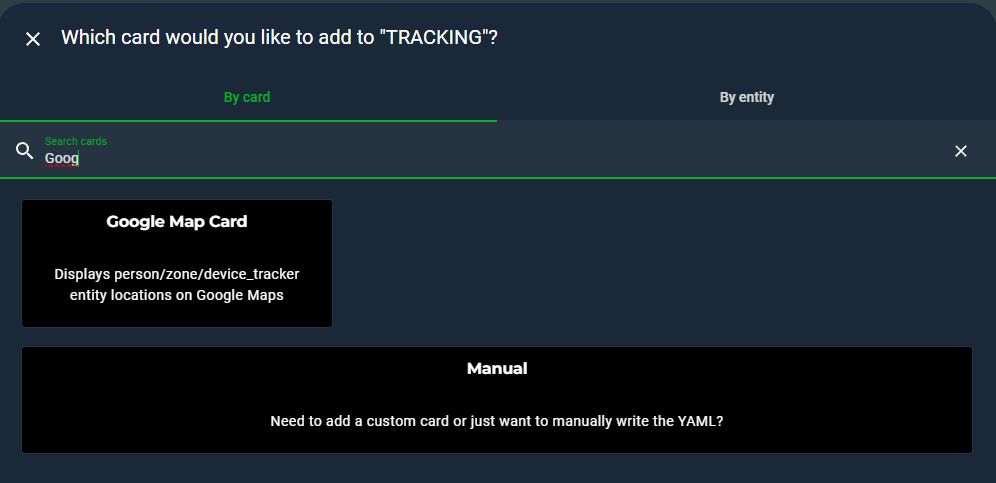 Which card would you like to add to "TRACKING"?
By card
By entity
Search cards
Goog
Google Map Card
Displays person/zone/device_tracker
entity locations on Google Maps
Manual
Need to add a custom card or just want to manually write the YAML?